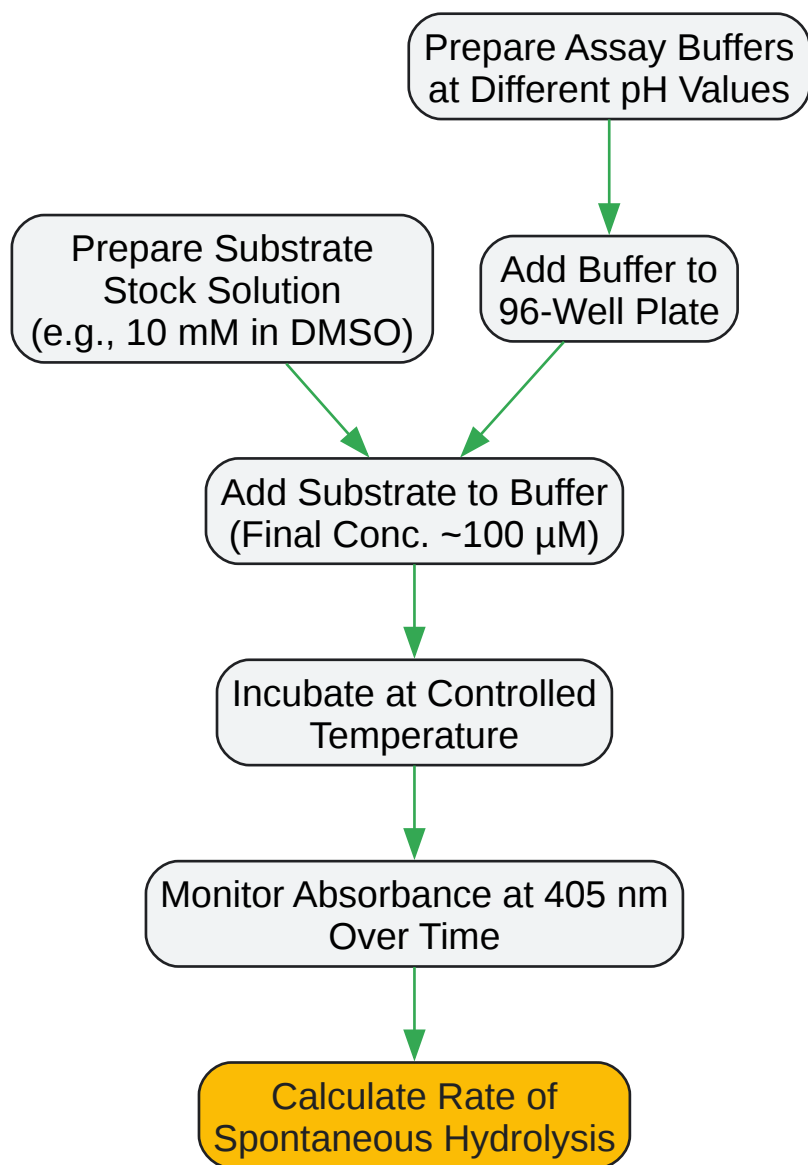 Prepare Assay Buffers
at Different pH Values
Prepare Substrate
Stock Solution
(e.g., 10 mM in DMSO)
Add Buffer to
96-Well Plate
Add Substrate to Buffer
(Final Conc. ~100 µM)
Incubate at Controlled
Temperature
Monitor Absorbance at 405 nm
Over Time
Calculate Rate of
Spontaneous Hydrolysis